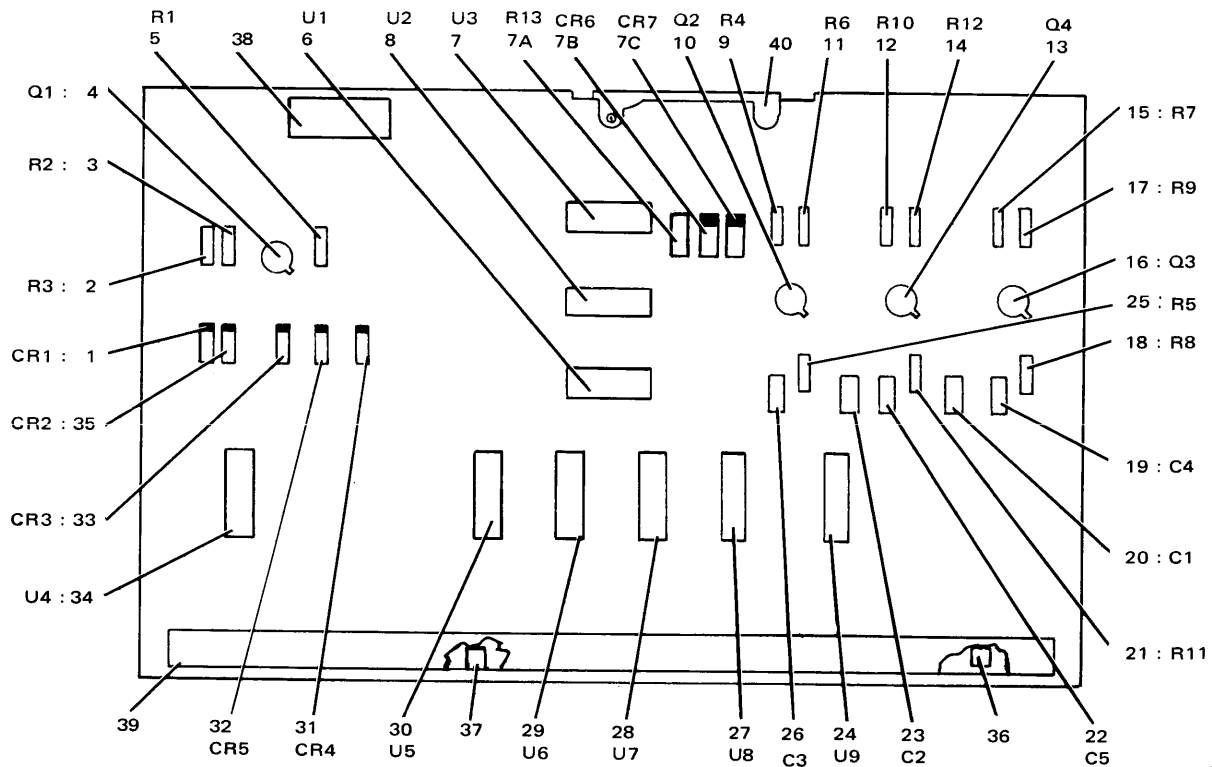 R1 U1 U2 U3 R13 CR6 CR7 Q2 R4 R6 R10 R12 Q4
5 38 6 8 7 7A 7B 7C 10 9 40 11 12 14 13
Q1 : 4
R2 : 3
R3 : 2
CR1 : 1
CR2 : 35
CR3 : 33
U4 : 34
15 : R7
17 : R9
16 : Q3
25 : R5
18 : R8
19 : C4
20 : C1
21 : R11
39 32 31 30 37 29 28 27 26 24 23 36 22
CR5 CR4 U5 U6 U7 U8 C3 U9 C2 C5